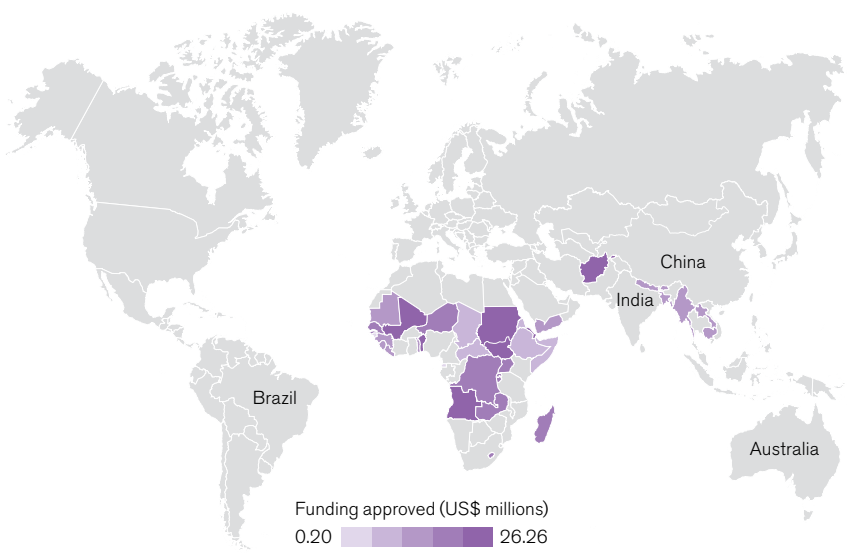 China
India
Brazil
Australia
Funding approved (US$ millions)
0.20 26.26